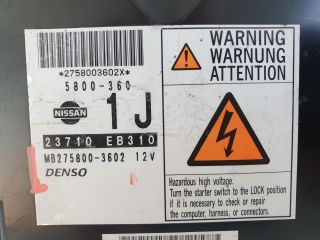 *2758003602X*
5800-360
NISSAN
1J
23710 EB310
MB275800-3602 12V
DENSO
WARNING
WARNUNG
ATTENTION
Hazardous high voltage.
Turn the starter switch to the LOCK position
if it is necessary to check or repair
the computer, harness, or connectors.